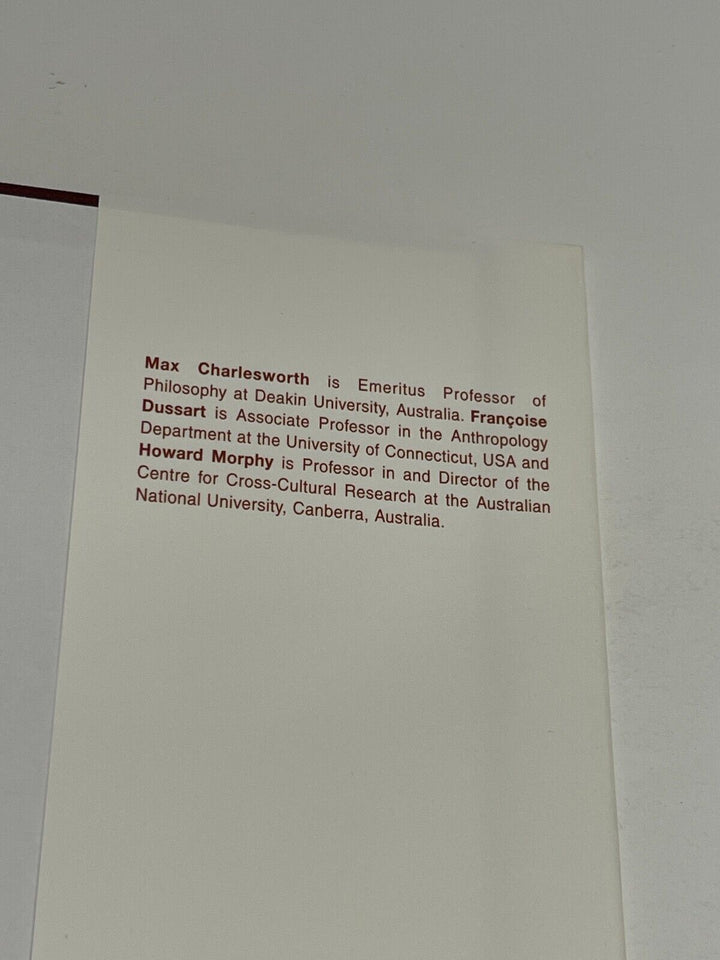 Max Charlesworth is Emeritus Professor of
Philosophy at Deakin University, Australia. Françoise
Dussart is Associate Professor in the Anthropology
Department at the University of Connecticut, USA and
Howard Morphy is Professor in and Director of the
Centre for Cross-Cultural Research at the Australian
National University, Canberra, Australia.